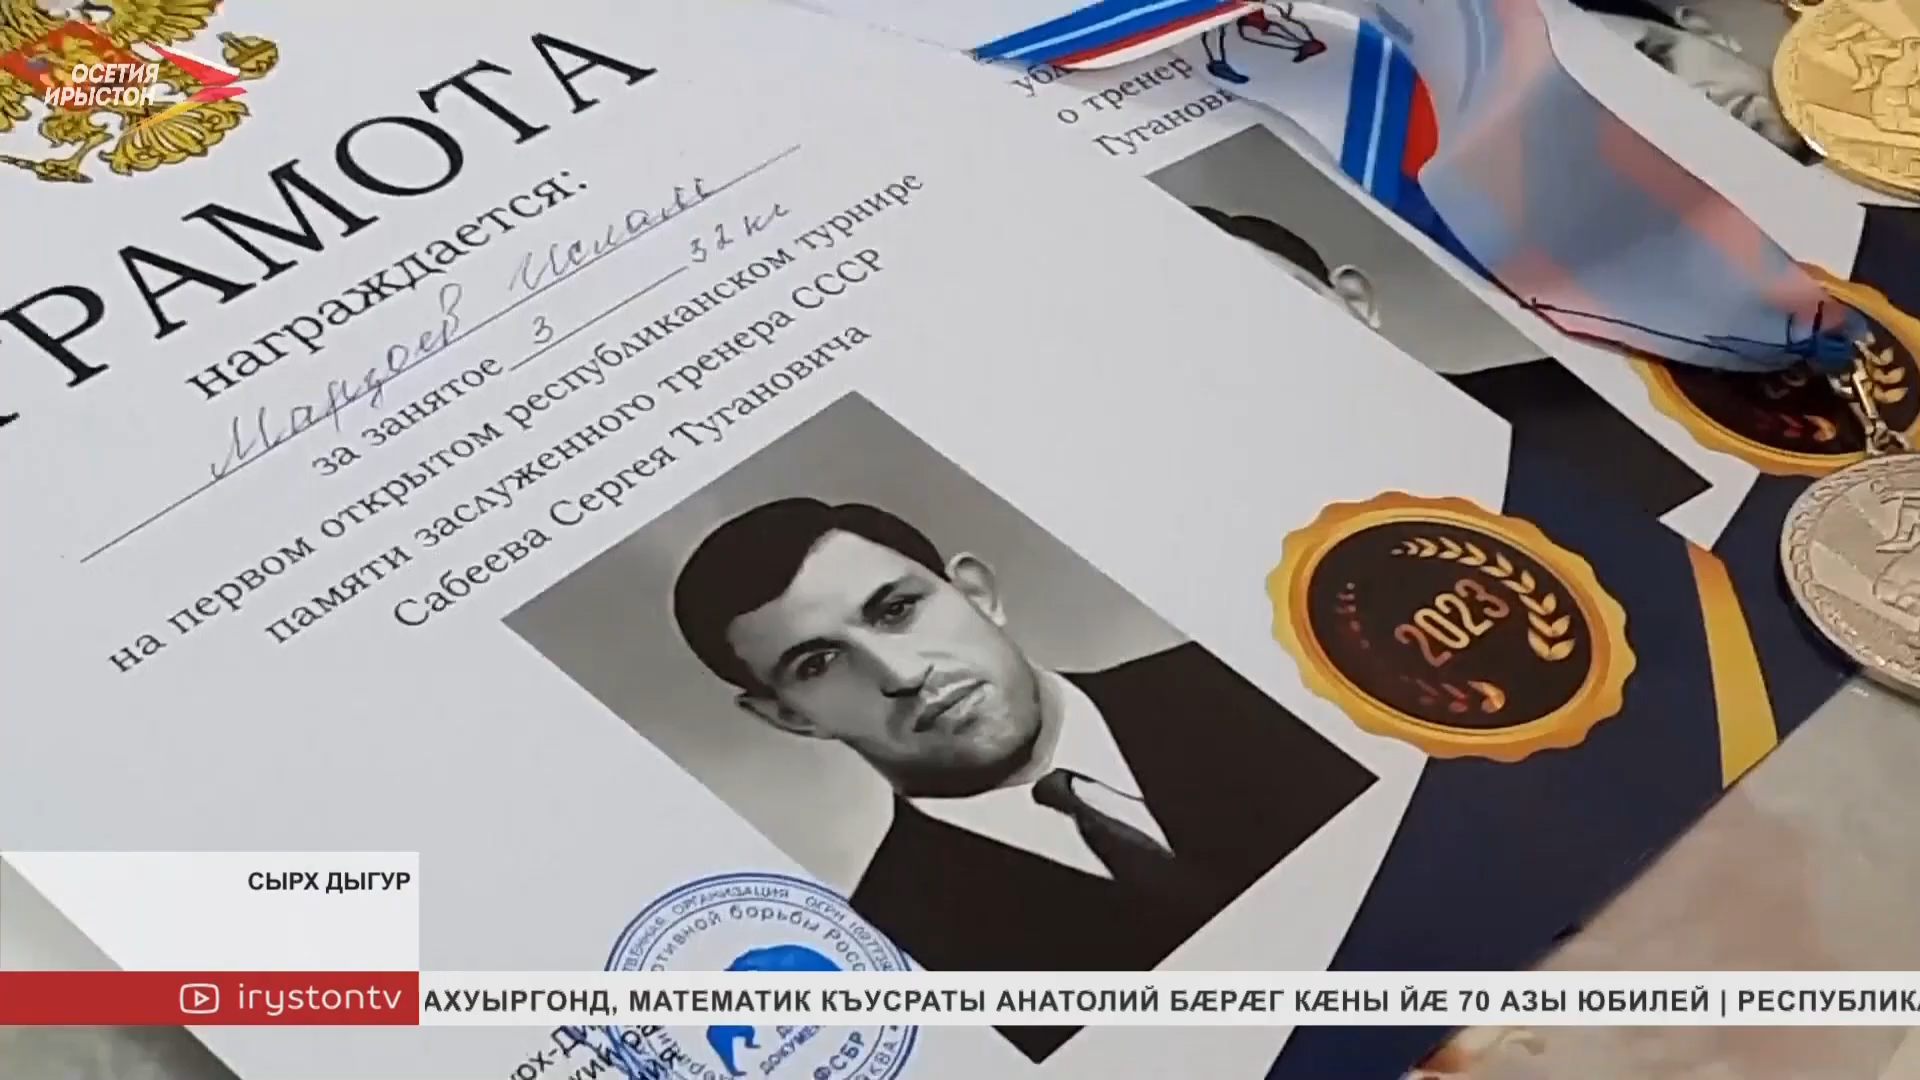 ОСЕТИЯ
ИРЫСТОН
ГРАМОТА
награждается:
Мардоев Ислам
за занятое 3 32 кг
на первом открытом республиканском турнире
памяти заслуженного тренера СССР
Сабеева Сергея Тугановича
о тренер
2023
СЫРХ ДЫГУР
irystontv
АХУЫРГОНД, МАТЕМАТИК КЪУСРАТЫ АНАТОЛИЙ БÆРÆГ КÆНЫ ЙÆ 70 АЗЫ ЮБИЛЕЙ | РЕСПУБЛИКА